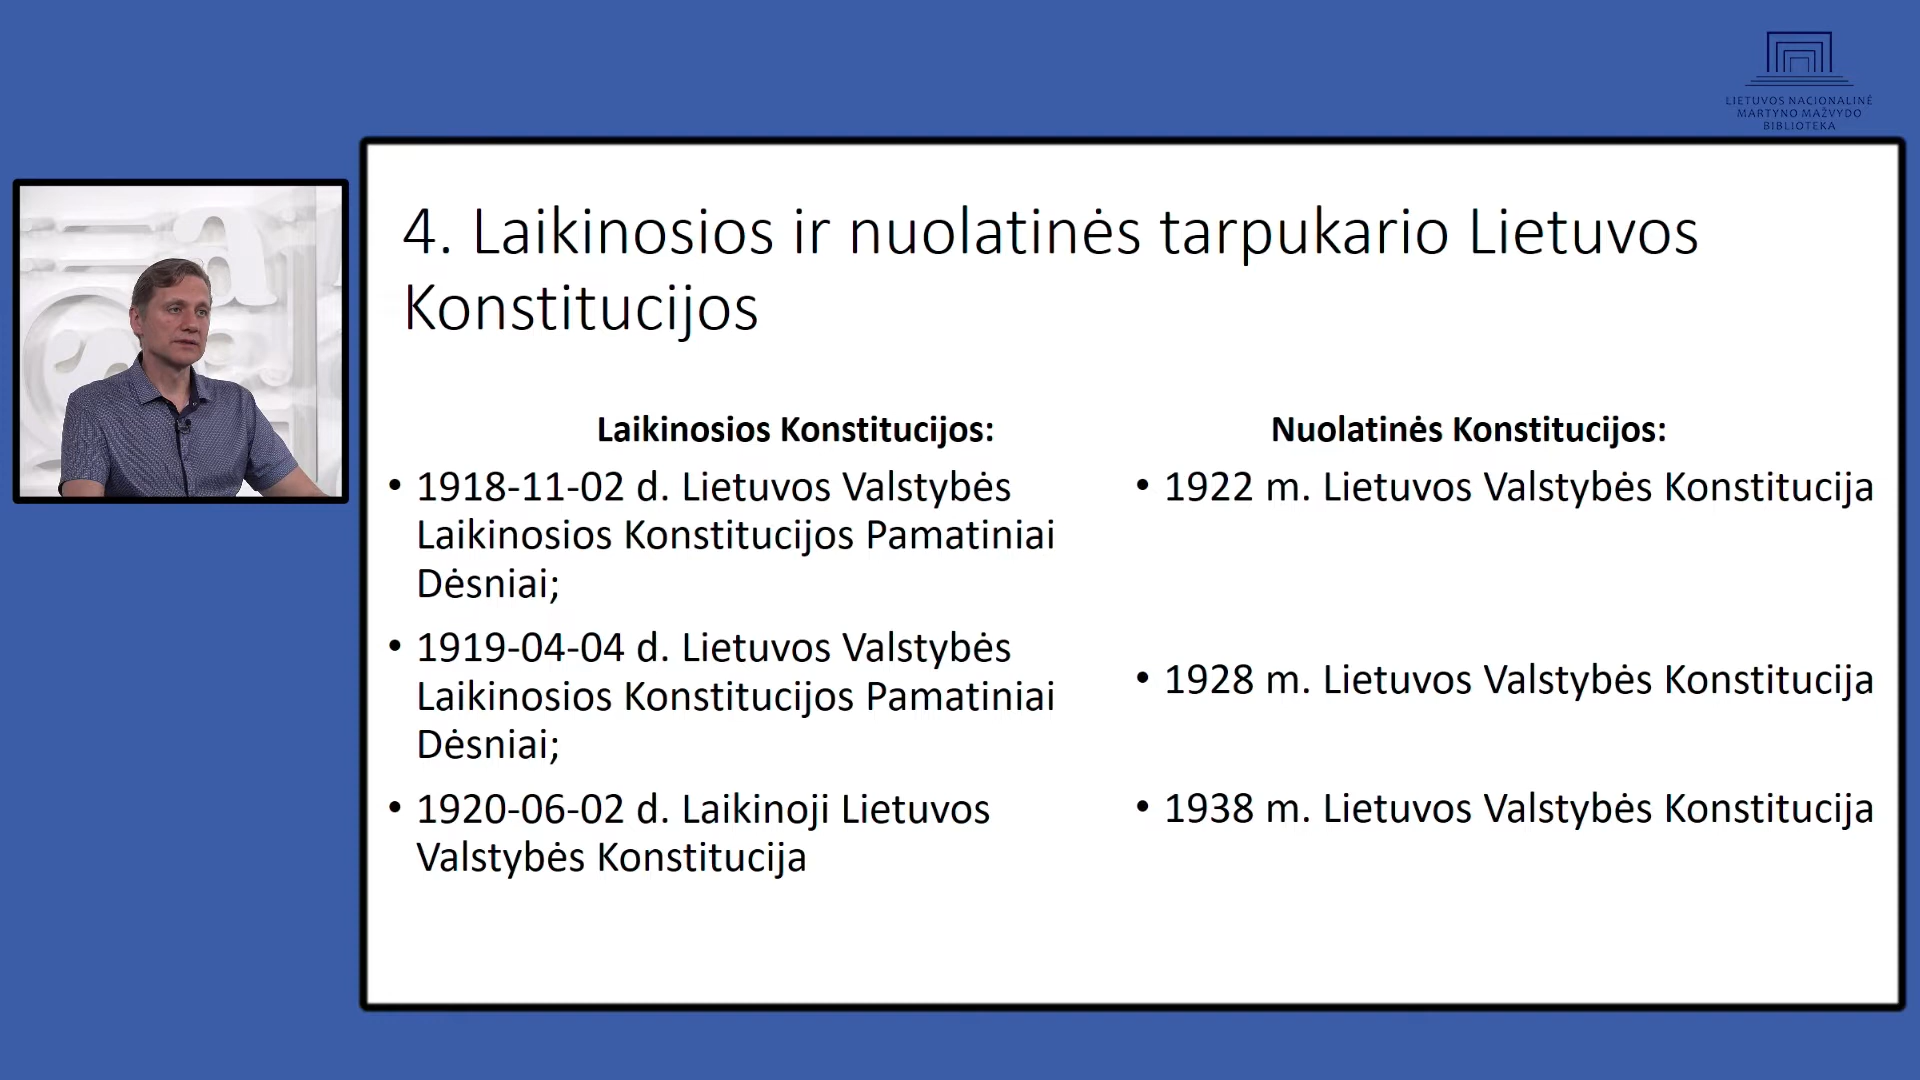 LIETUVOS NACIONALINĖ
MARTYNO MAŽVYDO
BIBLIOTEKA
4. Laikinosios ir nuolatinės tarpukario Lietuvos
Konstitucijos
Laikinosios Konstitucijos:
• 1918-11-02 d. Lietuvos Valstybės
Laikinosios Konstitucijos Pamatiniai
Dėsniai;
• 1919-04-04 d. Lietuvos Valstybės
Laikinosios Konstitucijos Pamatiniai
Dėsniai;
• 1920-06-02 d. Laikinoji Lietuvos
Valstybės Konstitucija
Nuolatinės Konstitucijos:
• 1922 m. Lietuvos Valstybės Konstitucija
• 1928 m. Lietuvos Valstybės Konstitucija
• 1938 m. Lietuvos Valstybės Konstitucija